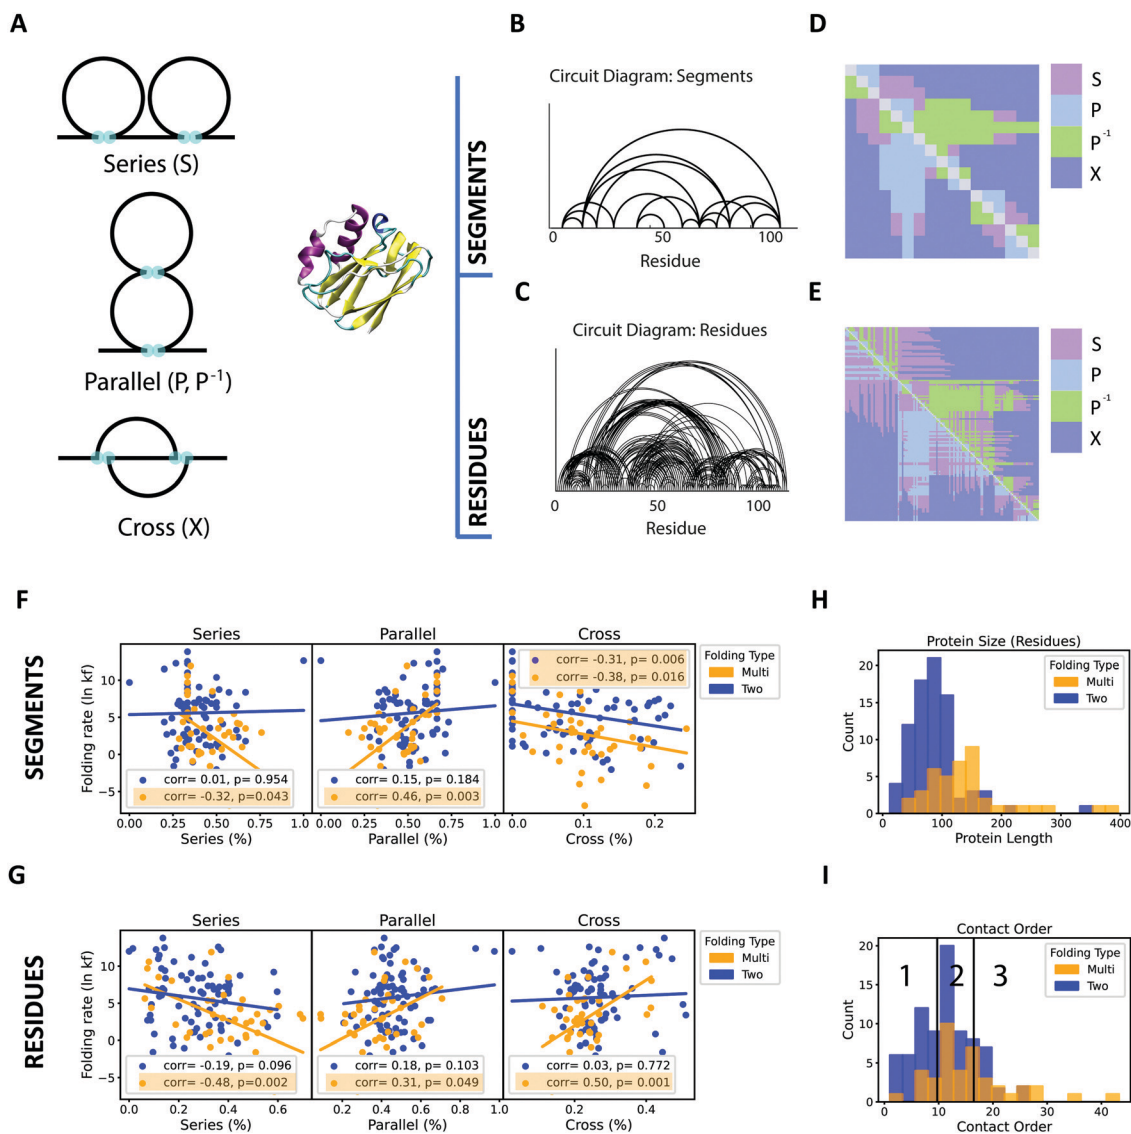 A
Series (S)
Parallel (P, P⁻¹)
Cross (X)
SEGMENTS
RESIDUES
B
Circuit Diagram: Segments
0
50
100
Residue
C
Circuit Diagram: Residues
50
100
Residue
D
S
P
P⁻¹
X
E
S
P
P⁻¹
X
F
SEGMENTS
Series
Parallel
Cross
Folding rate (ln kf)
10
5
0
−5
corr= 0.01, p= 0.954
corr= -0.32, p=0.043
corr= 0.15, p= 0.184
corr= 0.46, p= 0.003
corr= -0.31, p= 0.006
corr= -0.38, p= 0.016
Folding Type
Multi
Two
0.00 0.25 0.50 0.75 1.0
0.00 0.25 0.50 0.75 1.0
0.0 0.1 0.2
Series (%)
Parallel (%)
Cross (%)
G
RESIDUES
Series
Parallel
Cross
Folding rate (ln kf)
10
5
0
−5
corr= -0.19, p= 0.096
corr= -0.48, p=0.002
corr= 0.18, p= 0.103
corr= 0.31, p= 0.049
corr= 0.03, p= 0.772
corr= 0.50, p= 0.001
Folding Type
Multi
Two
0.0 0.2 0.4 0.6
0.2 0.4 0.6 0.8 1.0
0.2 0.4
Series (%)
Parallel (%)
Cross (%)
H
Protein Size (Residues)
Count
20
15
10
5
0
Folding Type
Multi
Two
0 100 200 300 400
Protein Length
I
Contact Order
Count
20
15
10
5
0
1 2 3
Folding Type
Multi
Two
0 10 20 30 40
Contact Order